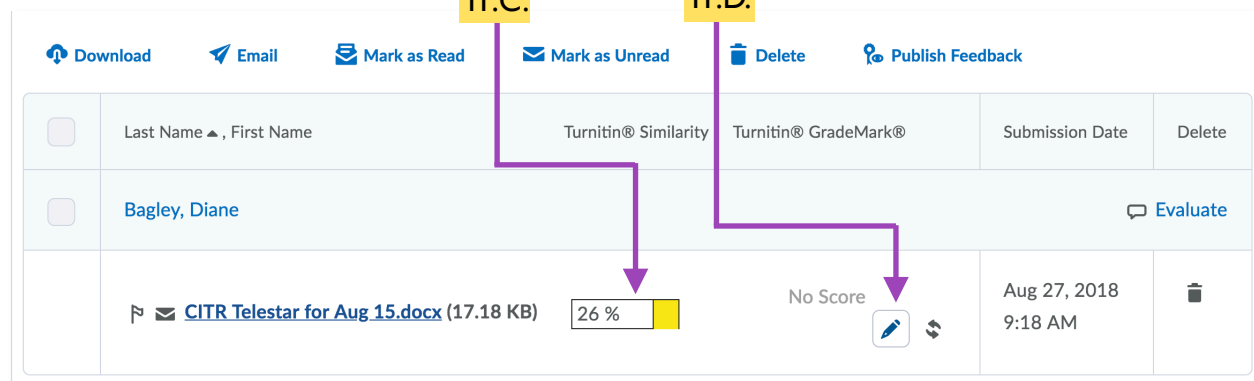 Download Email Mark as Read Mark as Unread Delete Publish Feedback
Last Name , First Name Turnitin® Similarity Turnitin® GradeMark® Submission Date Delete
Bagley, Diane Evaluate
CITR Telestar for Aug 15.docx (17.18 KB) 26 % No Score Aug 27, 2018
9:18 AM